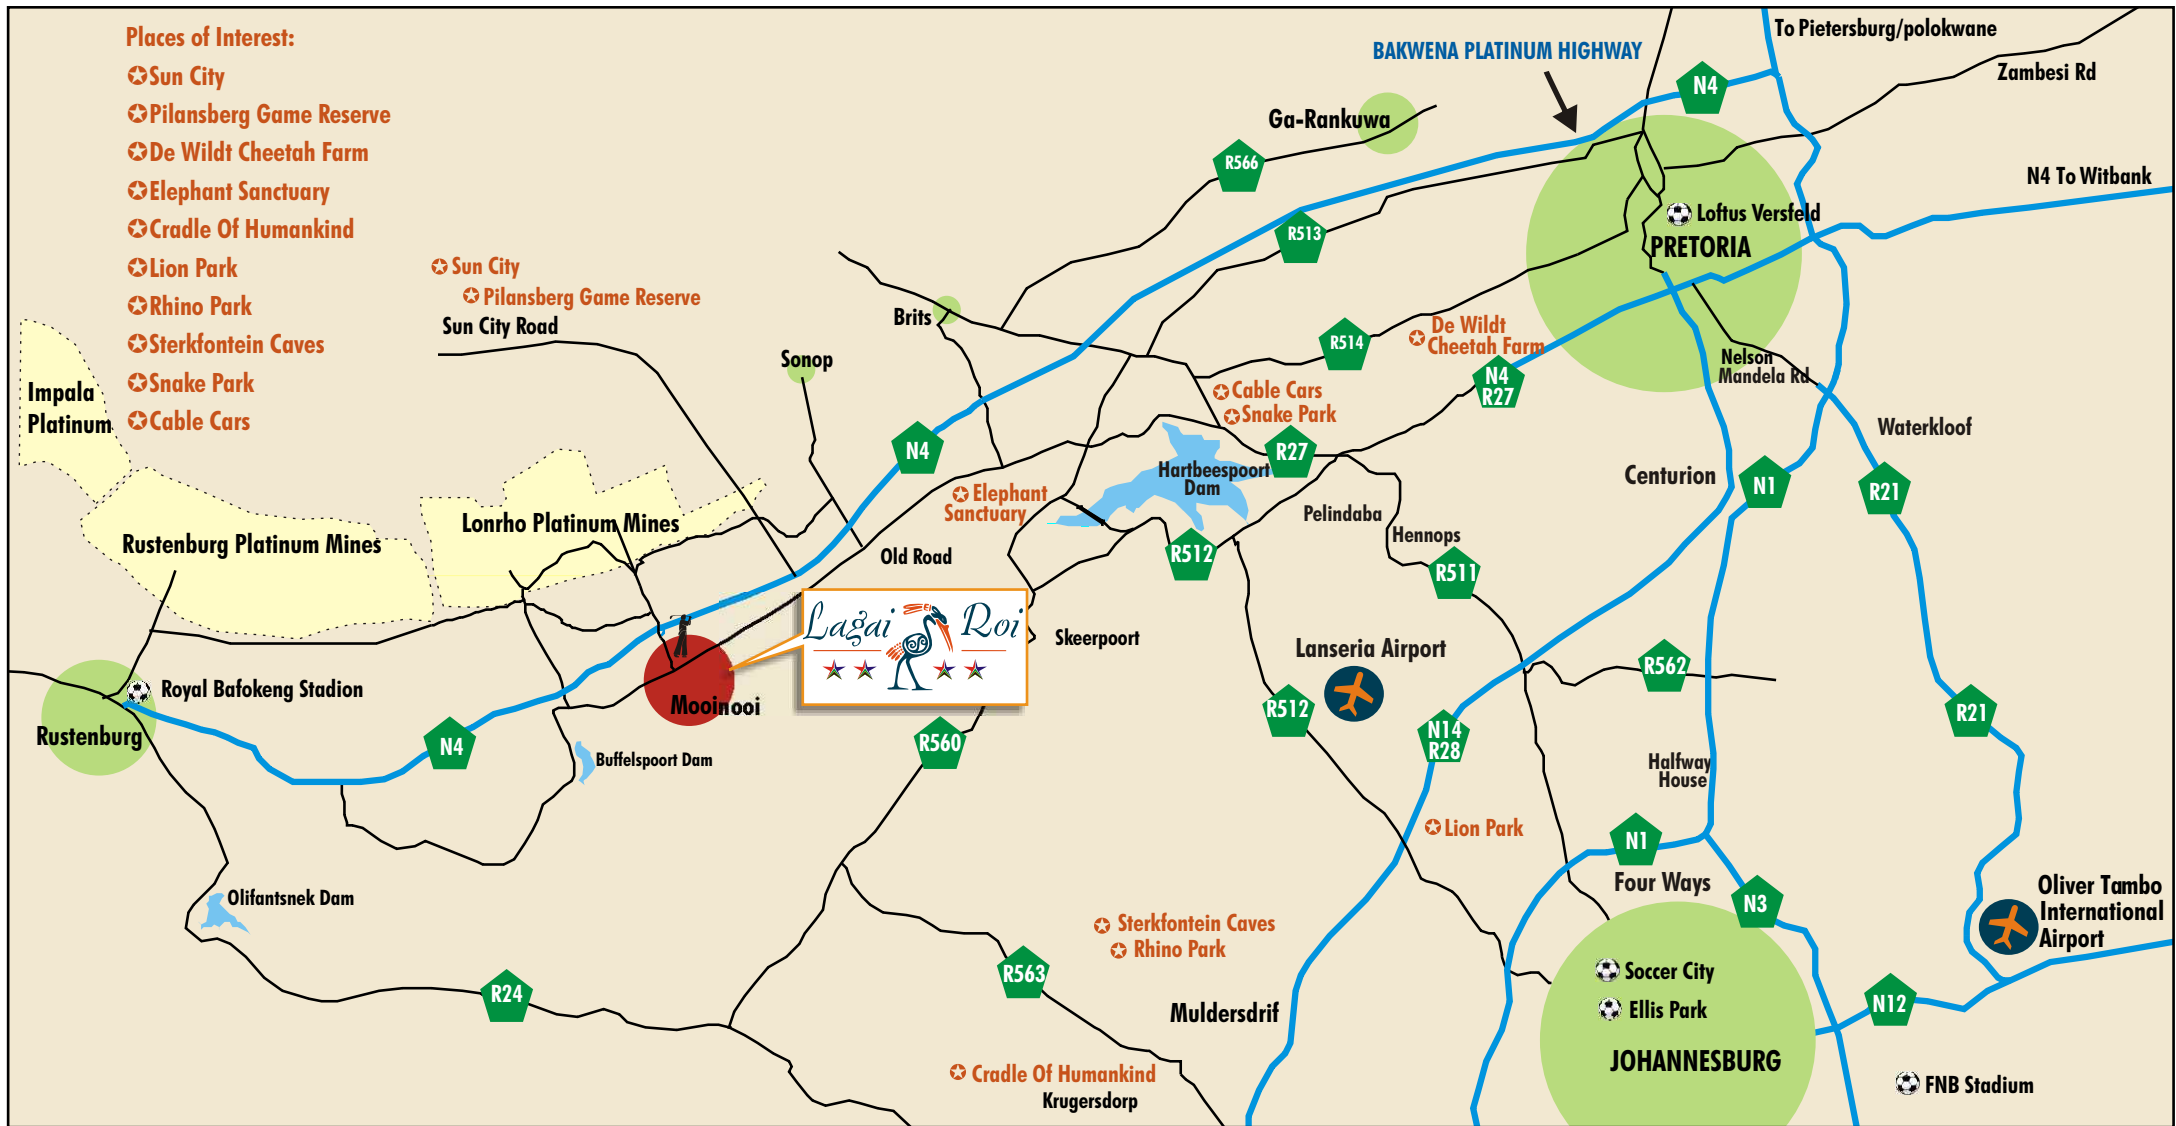 Places of Interest:
Sun City
Pilansberg Game Reserve
De Wildt Cheetah Farm
Elephant Sanctuary
Cradle Of Humankind
Lion Park
Rhino Park
Sterkfontein Caves
Snake Park
Cable Cars
To Pietersburg/polokwane
BAKWENA PLATINUM HIGHWAY
Zambesi Rd
N4
Ga-Rankuwa
R566
N4 To Witbank
Loftus Versfeld
R513
PRETORIA
Sun City
Pilansberg Game Reserve
Sun City Road
Brits
De Wildt
Cheetah Farm
R514
Sonop
Nelson
Mandela Rd
N4
R27
Impala
Platinum
Cable Cars
Snake Park
Waterkloof
N4
R27
Hartbeespoort
Dam
Centurion
N1
R21
Elephant
Sanctuary
Pelindaba
Lonrho Platinum Mines
Hennops
Rustenburg Platinum Mines
Old Road
R512
R511
Lagai Roi
Skeerpoort
Lanseria Airport
R562
Royal Bafokeng Stadion
Mooinooi
R512
R21
Rustenburg
N4
R560
N14
R28
Buffelspoort Dam
Halfway
House
Lion Park
N1
Four Ways
Olifantsnek Dam
N3
Oliver Tambo
International
Airport
Sterkfontein Caves
Rhino Park
R563
Soccer City
R24
Muldersdrif
Ellis Park
N12
JOHANNESBURG
Cradle Of Humankind
Krugersdorp
FNB Stadium